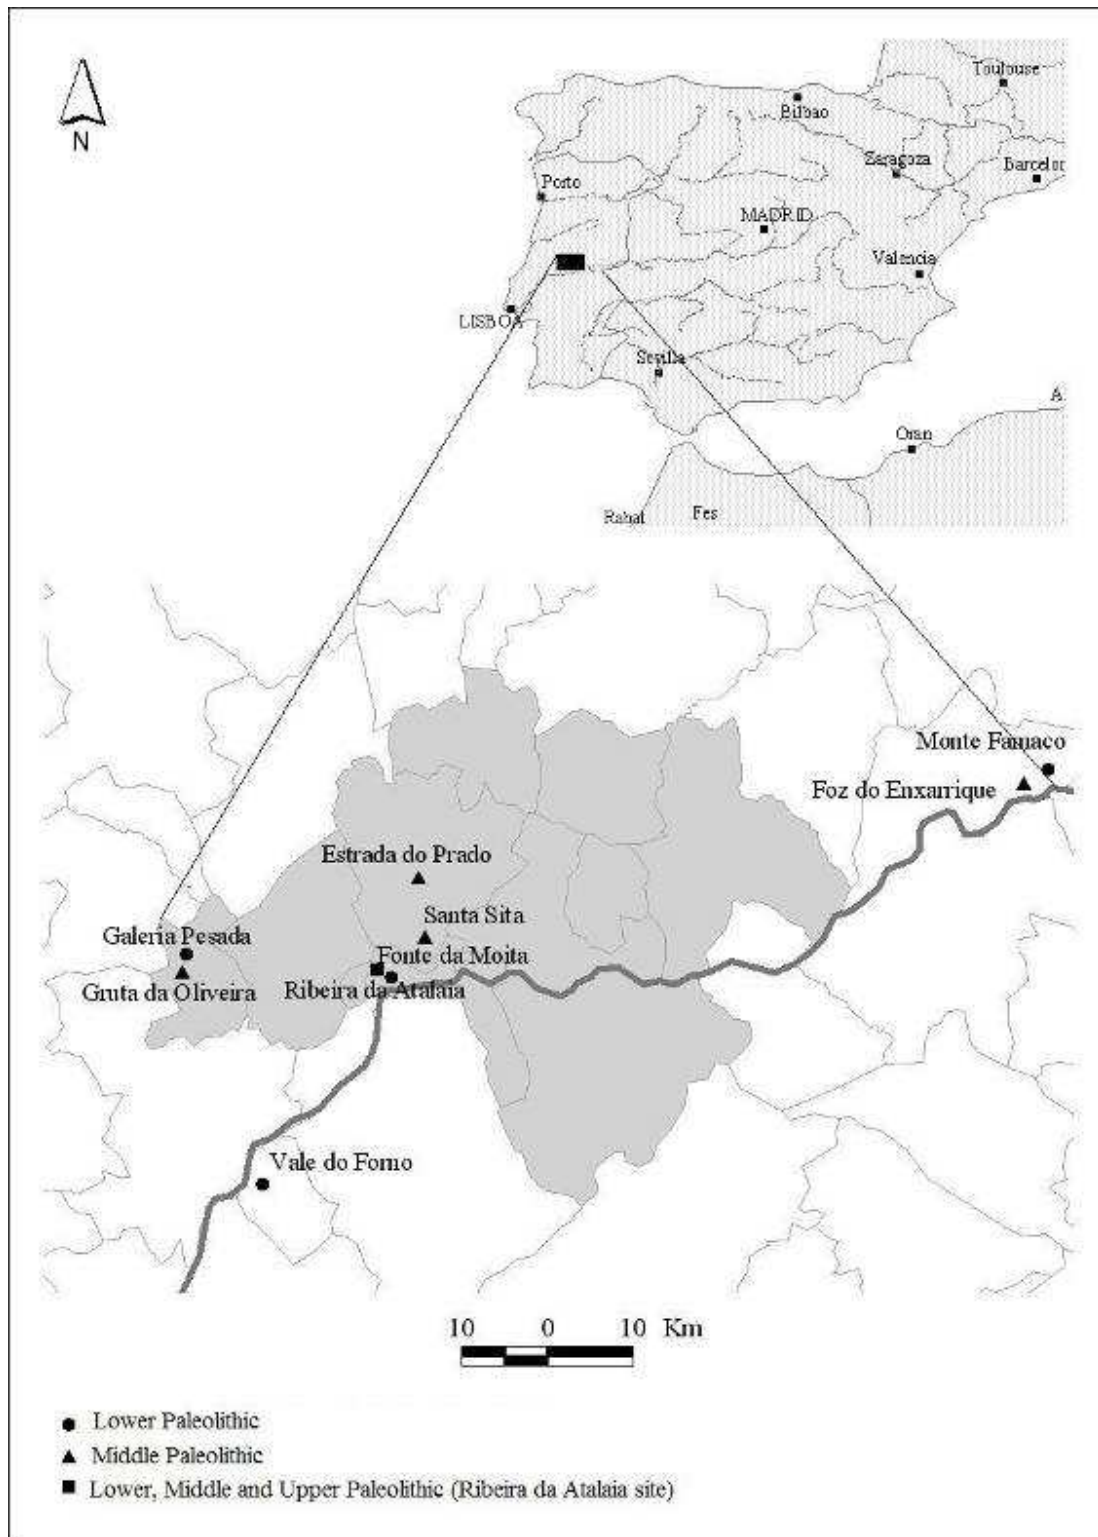 N
Toulouse
Bilbao
Zaragoza
Barcelor
Porto
MADRID
Valencia
LISBOA
Sevilla
A
Oran
Fes
Rabat
Monte Famaco
Foz do Enxarrique
Estrada do Prado
Santa Sita
Galeria Pesada
Fonte da Moita
Gruta da Oliveira
Ribeira da Atalaia
Vale do Forno
10 0 10 Km
Lower Paleolithic
Middle Paleolithic
Lower, Middle and Upper Paleolithic (Ribeira da Atalaia site)